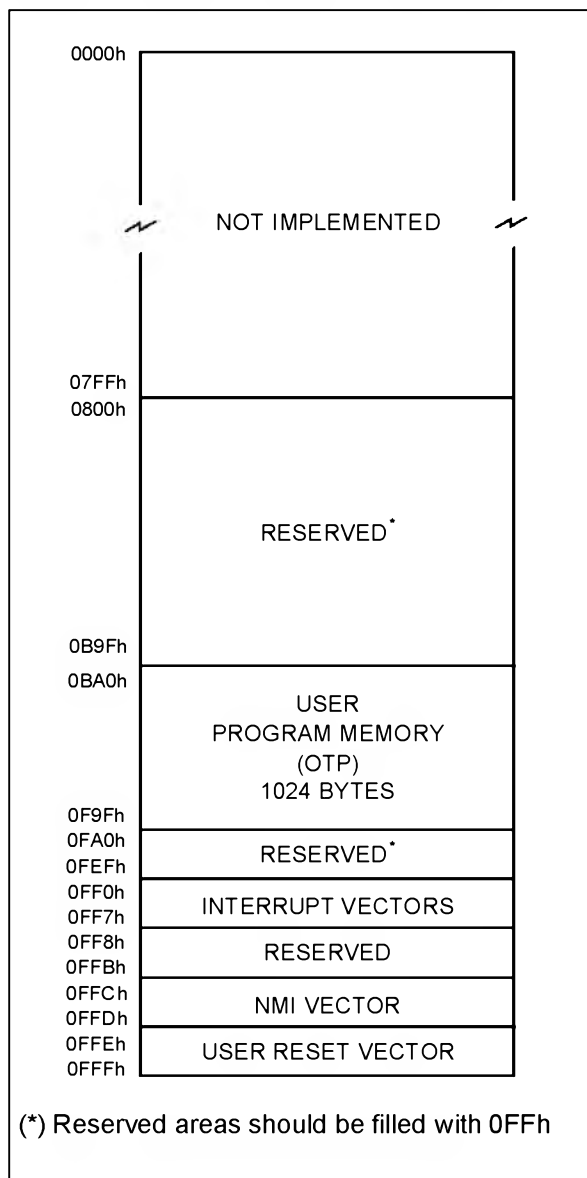 0000h
NOT IMPLEMENTED
07FFh
0800h
RESERVED*
0B9Fh
0BA0h
USER
PROGRAM MEMORY
(OTP)
1024 BYTES
0F9Fh
0FA0h
RESERVED*
0FEFh
0FF0h
INTERRUPT VECTORS
0FF7h
0FF8h
RESERVED
0FFBh
0FFCh
NMI VECTOR
0FFDh
0FFEh
USER RESET VECTOR
0FFFh
(*) Reserved areas should be filled with 0FFh